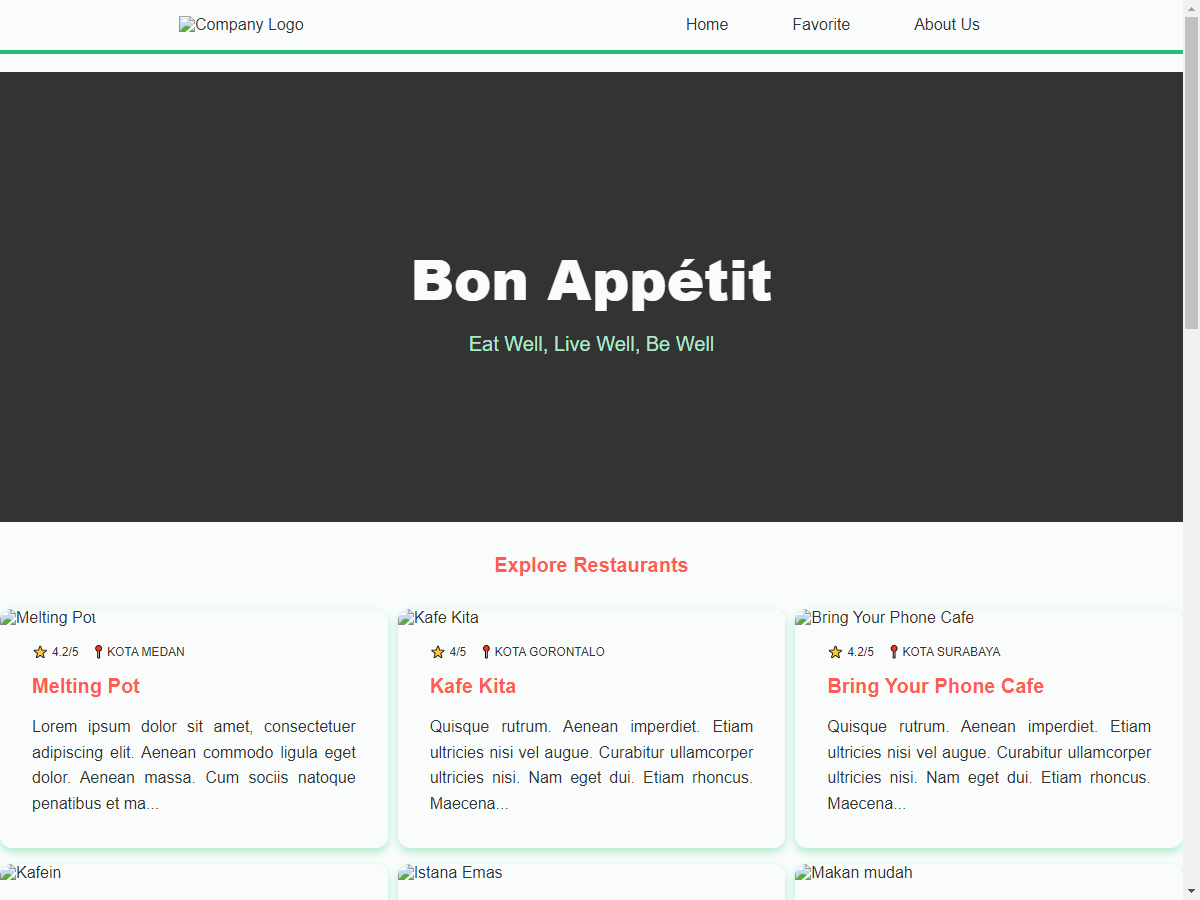 Company Logo
Home
Favorite
About Us
Bon Appétit
Eat Well, Live Well, Be Well
Explore Restaurants
Melting Pot
4.2/5
KOTA MEDAN
Melting Pot
Lorem ipsum dolor sit amet, consectetuer
adipiscing elit. Aenean commodo ligula eget
dolor. Aenean massa. Cum sociis natoque
penatibus et ma...
Kafe Kita
4/5
KOTA GORONTALO
Kafe Kita
Quisque rutrum. Aenean imperdiet. Etiam
ultricies nisi vel augue. Curabitur ullamcorper
ultricies nisi. Nam eget dui. Etiam rhoncus.
Maecena...
Bring Your Phone Cafe
4.2/5
KOTA SURABAYA
Bring Your Phone Cafe
Quisque rutrum. Aenean imperdiet. Etiam
ultricies nisi vel augue. Curabitur ullamcorper
ultricies nisi. Nam eget dui. Etiam rhoncus.
Maecena...
Kafein
Istana Emas
Makan mudah